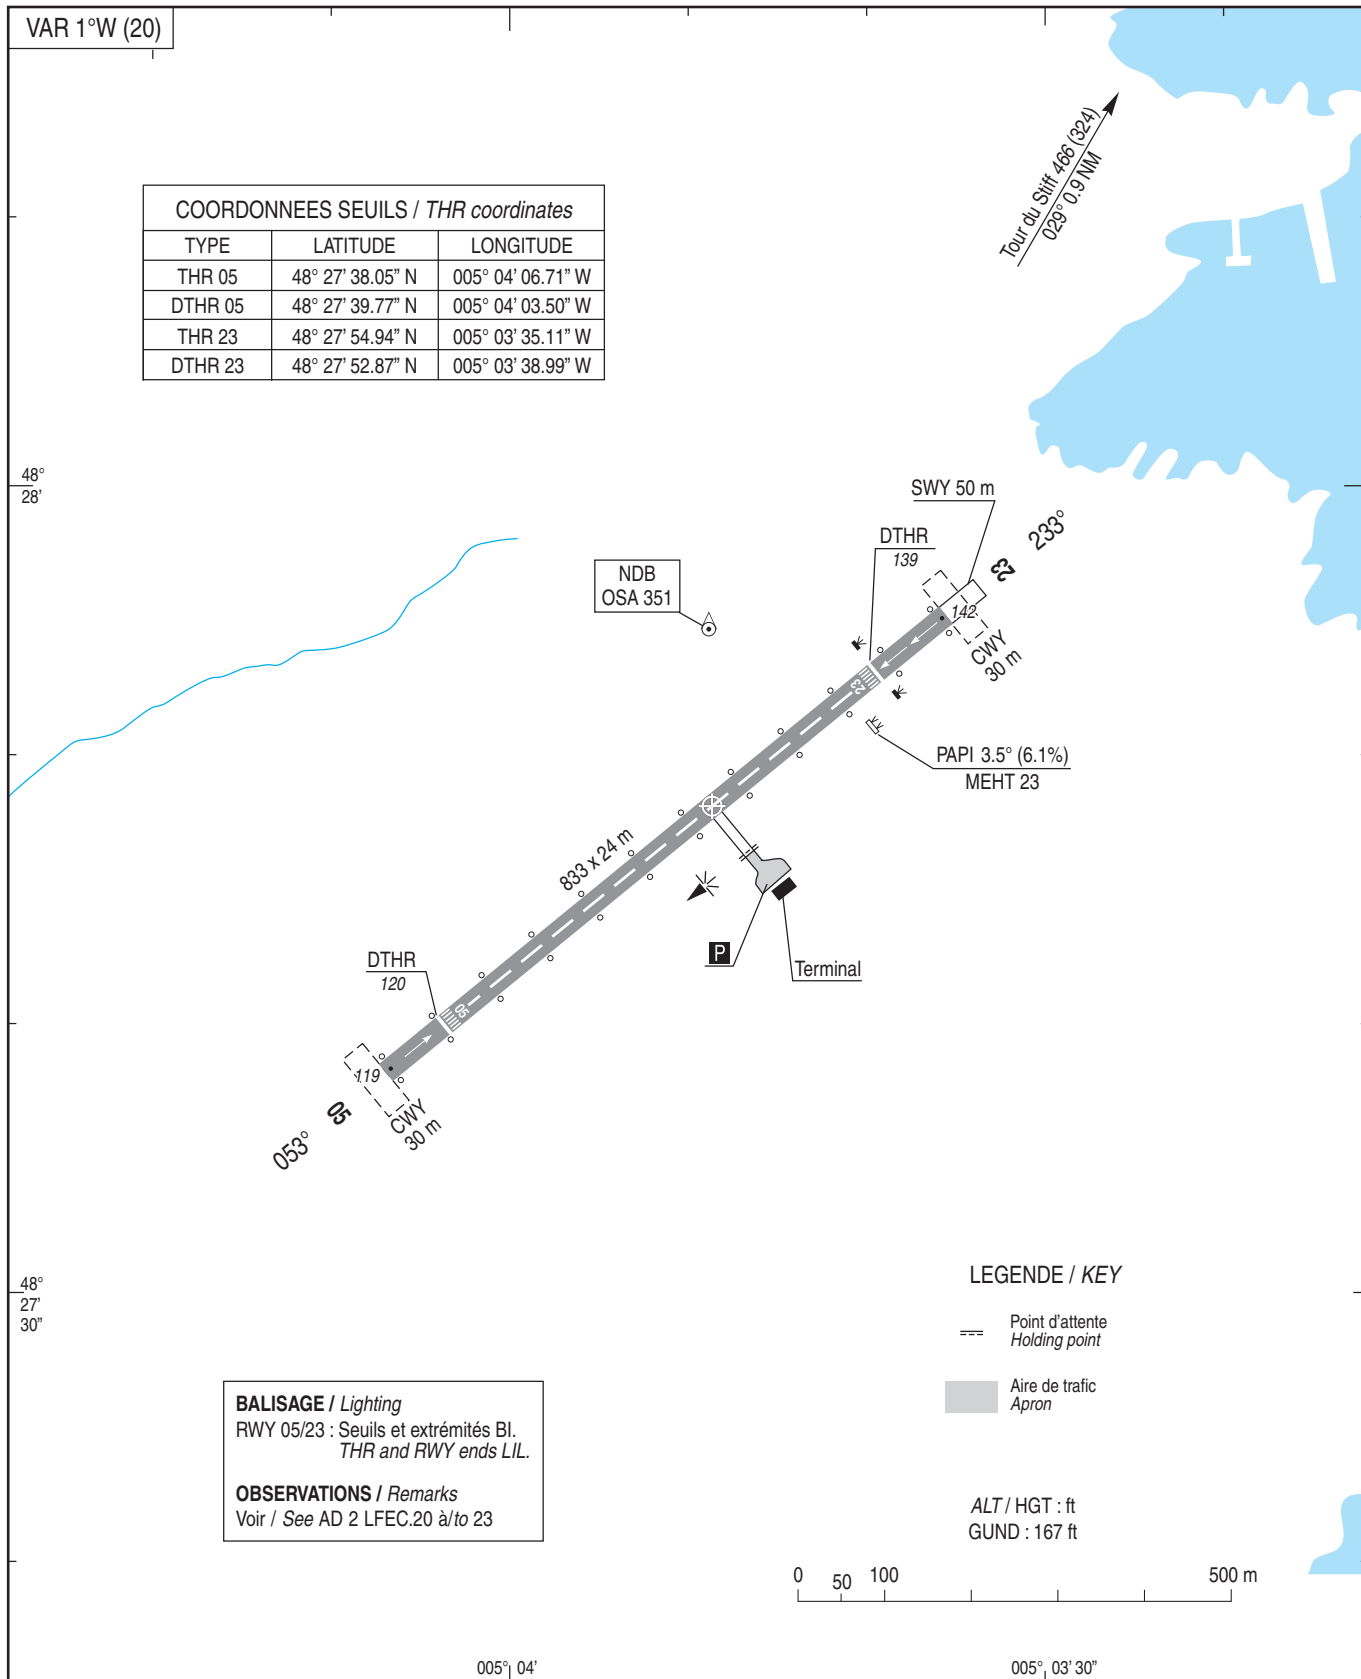 VAR 1°W (20)
Tour du Stiff 466 (324)
029° 0.9 NM
COORDONNEES SEUILS / THR coordinates
TYPE LATITUDE LONGITUDE
THR 05 48° 27’ 38.05” N 005° 04’ 06.71” W
DTHR 05 48° 27’ 39.77” N 005° 04’ 03.50” W
THR 23 48° 27’ 54.94” N 005° 03’ 35.11” W
DTHR 23 48° 27’ 52.87” N 005° 03’ 38.99” W
48°
28’
SWY 50 m
233°
23
DTHR
139
NDB
OSA 351
142
CWY
30 m
23
PAPI 3.5° (6.1%)
MEHT 23
833 x 24 m
P
Terminal
DTHR
120
05
119
CWY
30 m
05
053°
48°
27’
30”
LEGENDE / KEY
Point d’attente
Holding point
Aire de trafic
Apron
BALISAGE / Lighting
RWY 05/23 : Seuils et extrémités BI.
THR and RWY ends LIL.
OBSERVATIONS / Remarks
Voir / See AD 2 LFEC.20 à/to 23
ALT / HGT : ft
GUND : 167 ft
0 50 100 500 m
005° 04’
005° 03’ 30”